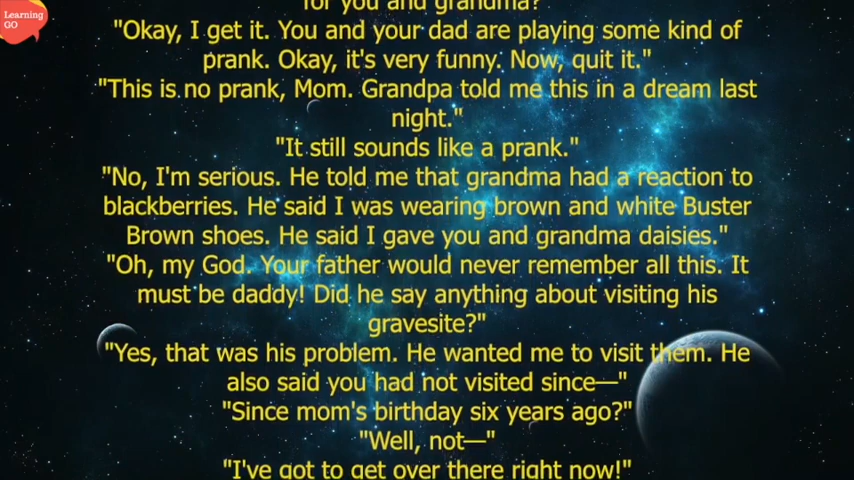 Learning
GO
for you and grandma?
"Okay, I get it. You and your dad are playing some kind of
prank. Okay, it's very funny. Now, quit it."
"This is no prank, Mom. Grandpa told me this in a dream last
night."
"It still sounds like a prank."
"No, I'm serious. He told me that grandma had a reaction to
blackberries. He said I was wearing brown and white Buster
Brown shoes. He said I gave you and grandma daisies."
"Oh, my God. Your father would never remember all this. It
must be daddy! Did he say anything about visiting his
gravesite?"
"Yes, that was his problem. He wanted me to visit them. He
also said you had not visited since—"
"Since mom's birthday six years ago?"
"Well, not—"
"I've got to get over there right now!"